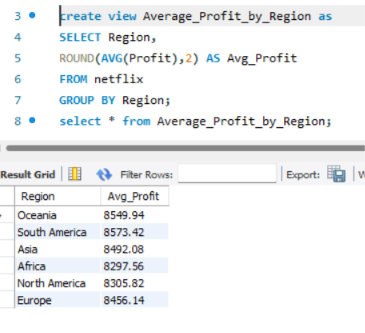 3 create view Average_Profit_by_Region as
4 SELECT Region,
5 ROUND(AVG(Profit),2) AS Avg_Profit
6 FROM netflix
7 GROUP BY Region;
8 select * from Average_Profit_by_Region;
Result Grid Filter Rows: Export:
Region Avg_Profit
Oceania 8549.94
South America 8573.42
Asia 8492.08
Africa 8297.56
North America 8305.82
Europe 8456.14